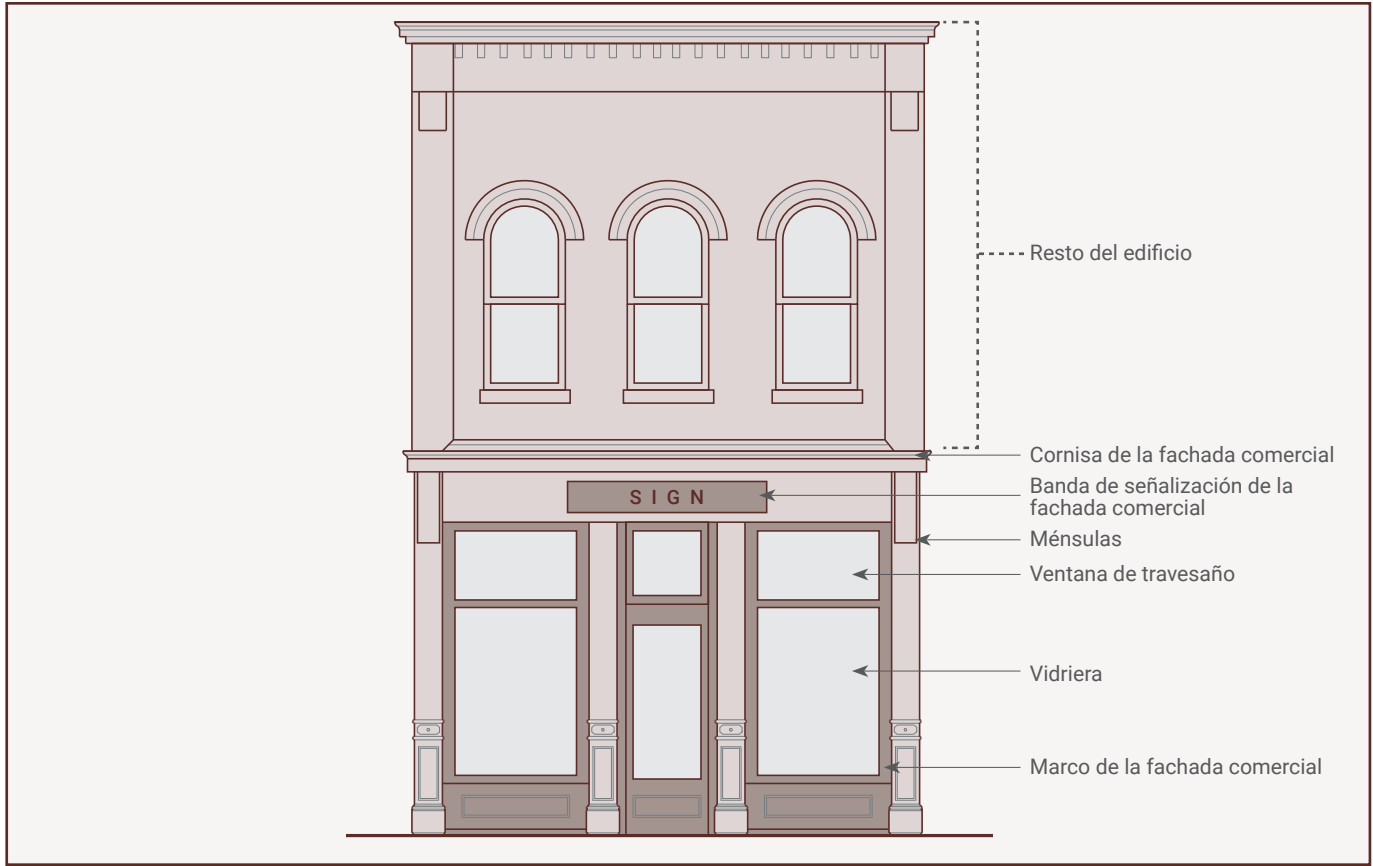 Resto del edificio
Cornisa de la fachada comercial
SIGN
Banda de señalización de la
fachada comercial
Ménsulas
Ventana de travesaño
Vidriera
Marco de la fachada comercial